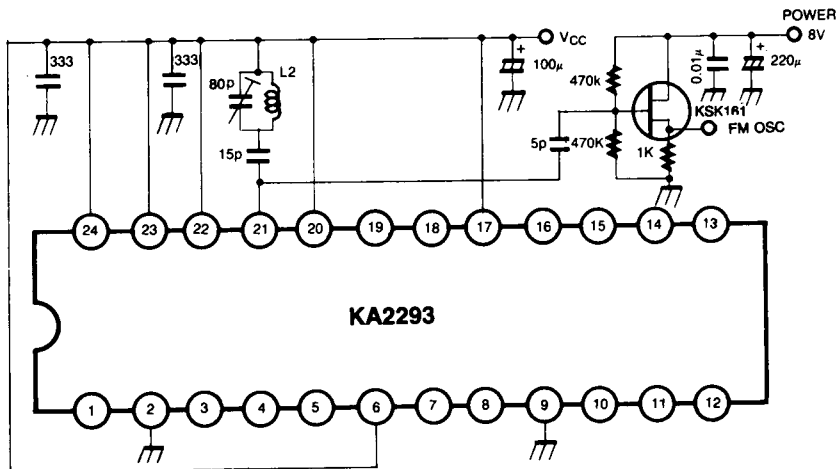 POWER
8V
VCC
333
333
L2
80p
100μ
470k
0.01μ
220μ
KSK161
FM OSC
5p
470K
1K
15p
24 23 22 21 20 19 18 17 16 15 14 13
KA2293
1 2 3 4 5 6 7 8 9 10 11 12